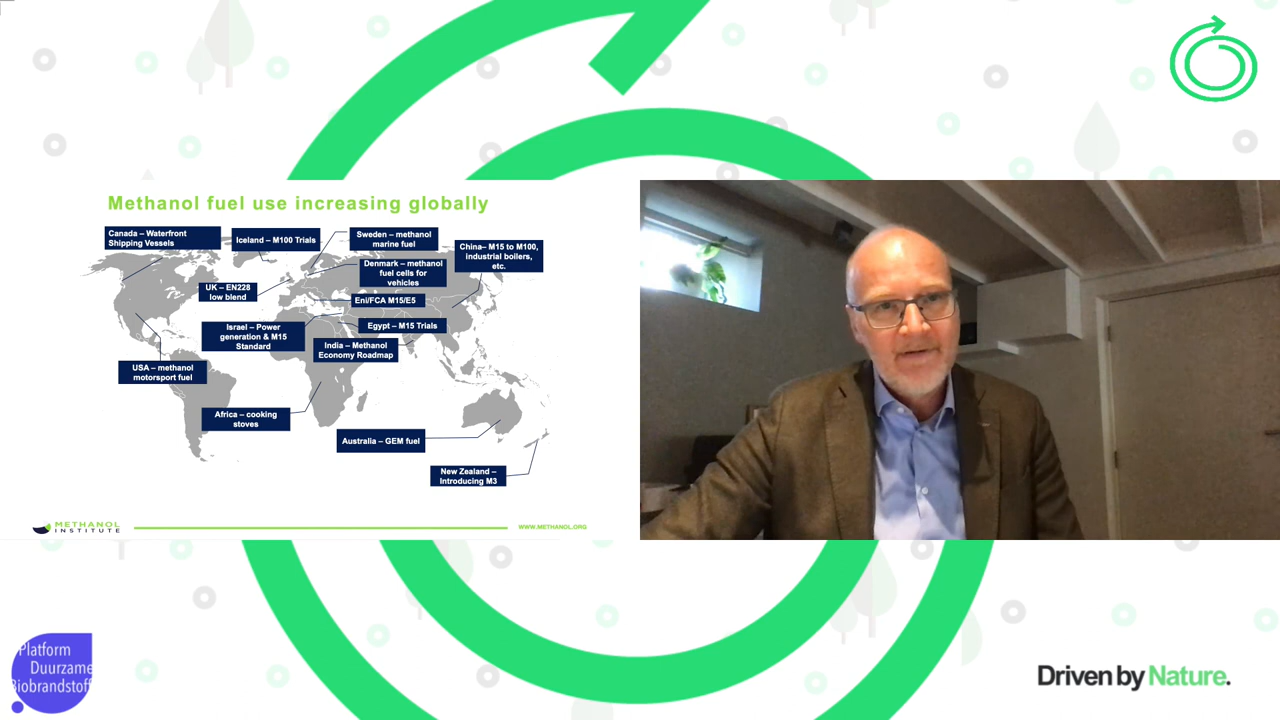 Methanol fuel use increasing globally
Canada – Waterfront
Shipping Vessels
Iceland – M100 Trials
Sweden – methanol
marine fuel
China– M15 to M100,
industrial boilers,
etc.
Denmark – methanol
fuel cells for
vehicles
UK – EN228
low blend
Eni/FCA M15/E5
Israel – Power
generation & M15
Standard
Egypt – M15 Trials
India – Methanol
Economy Roadmap
USA – methanol
motorsport fuel
Africa – cooking
stoves
Australia – GEM fuel
New Zealand –
Introducing M3
METHANOL
INSTITUTE
WWW.METHANOL.ORG
Platform
Duurzame
Biobrandstoff
Driven by Nature.